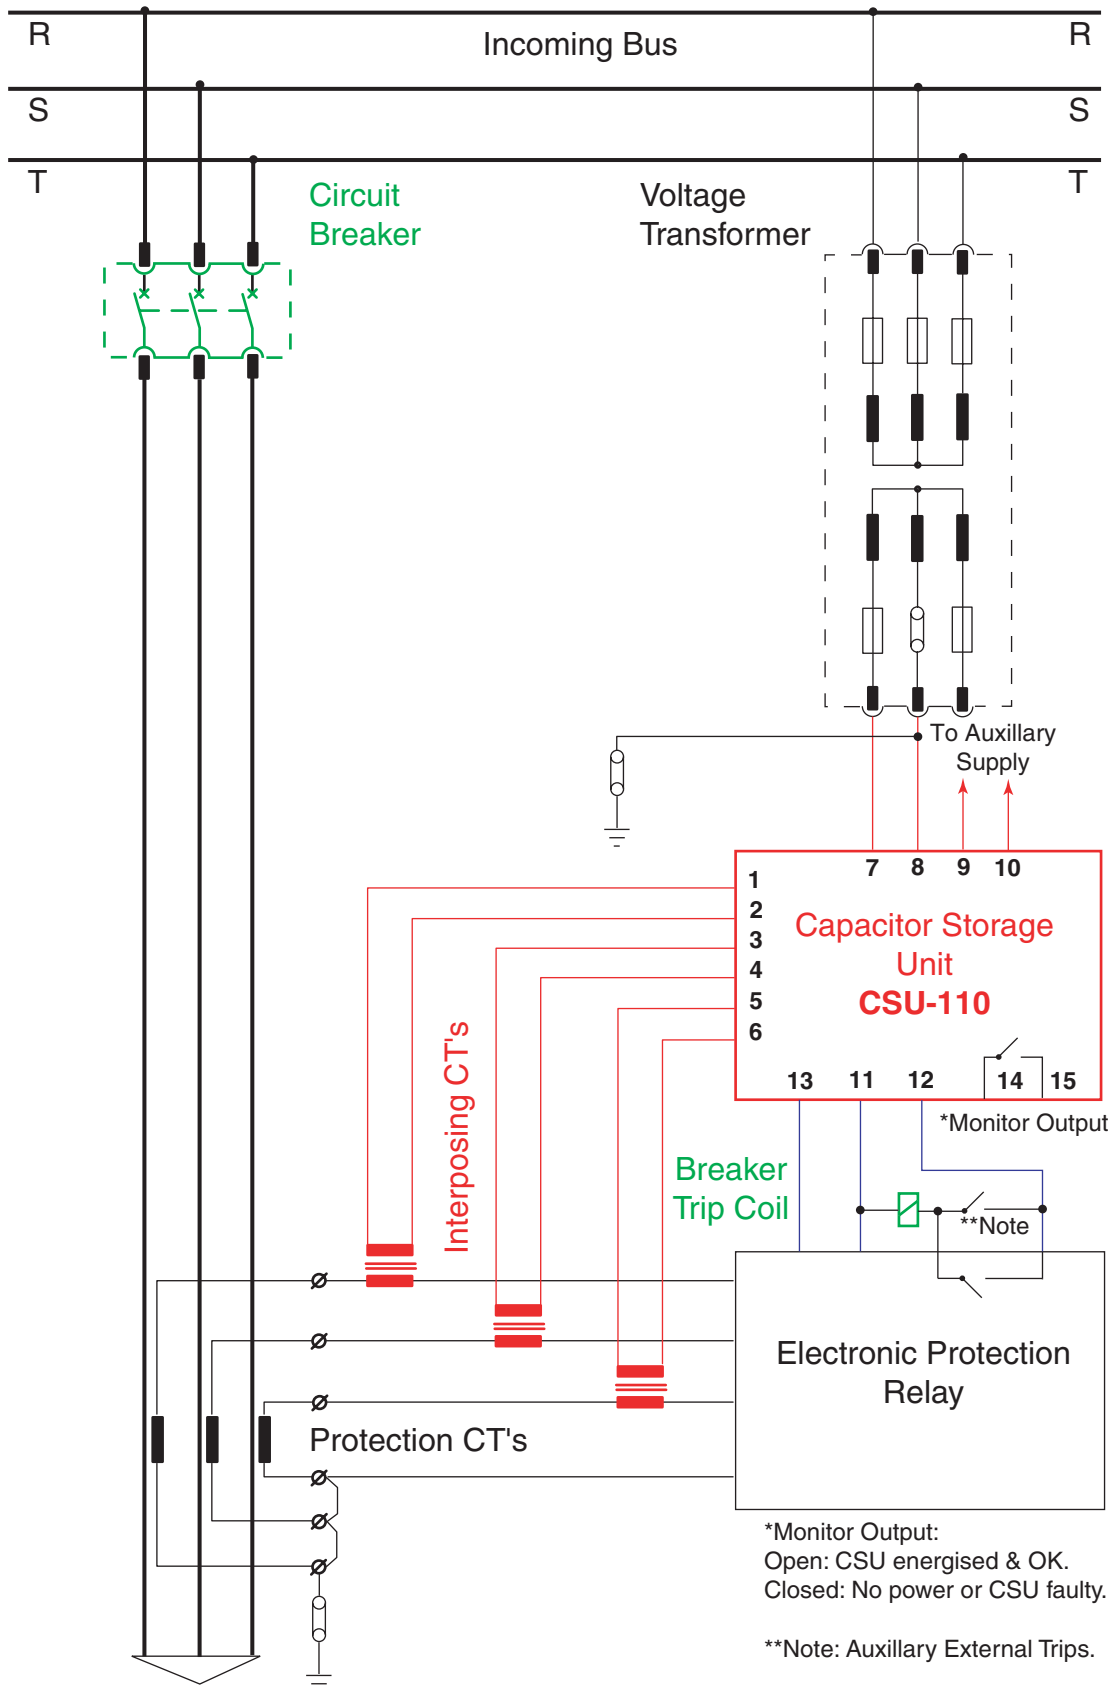 R
Incoming Bus
R
S
S
T
T
Circuit
Breaker
Voltage
Transformer
To Auxillary
Supply
7 8 9 10
1
2
3
4
5
6
Capacitor Storage
Unit
CSU-110
Interposing CT's
13 11 12 14 15
*Monitor Output
Breaker
Trip Coil
**Note
Electronic Protection
Relay
Protection CT's
*Monitor Output:
Open: CSU energised & OK.
Closed: No power or CSU faulty.
**Note: Auxillary External Trips.